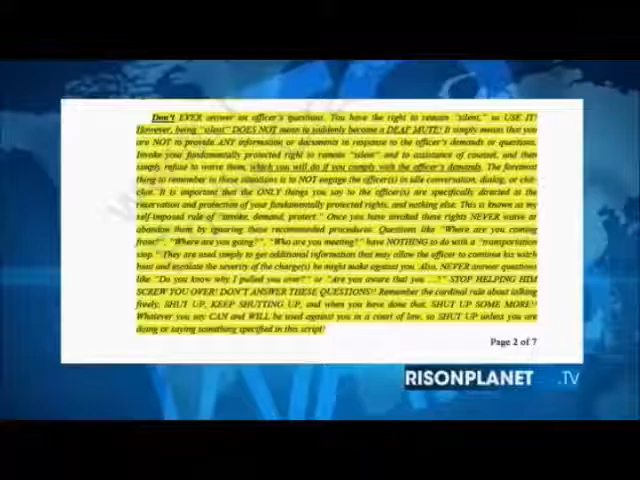 Don't EVER answer an officer's questions. You have the right to remain "silent," so USE IT!
However, being "silent" DOES NOT mean to suddenly become a DEAF MUTE! It simply means that you
are NOT to provide ANY information or documents in response to the officer's demands or questions.
Invoke your fundamentally protected right to remain "silent" and to assistance of counsel, and then
simply refuse to waive them, which you will do if you comply with the officer's demands. The foremost
thing to remember in these situations is to NOT engage the officer(s) in idle conversation, dialog, or chit-
chat. It is important that the ONLY things you say to the officer(s) are specifically directed at the
reservation and protection of your fundamentally protected rights, and nothing else. This is known as my
self-imposed rule of "invoke, demand, protect." Once you have invoked these rights NEVER waive or
abandon them by ignoring these recommended procedures. Questions like "Where are you coming
from?", "Where are you going?", "Who are you meeting?" have NOTHING to do with a "transportation
stop." They are used simply to get additional information that may allow the officer to continue his witch
hunt and escalate the severity of the charge(s) he might make against you. Also, NEVER answer questions
like "Do you know why I pulled you over?" or "Are you aware that you ...?" STOP HELPING HIM
SCREW YOU OVER! DON'T ANSWER THESE QUESTIONS!! Remember the cardinal rule about talking
freely, SHUT UP, KEEP SHUTTING UP, and when you have done that, SHUT UP SOME MORE!!
Whatever you say CAN and WILL be used against you in a court of law, so SHUT UP unless you are
doing or saying something specified in this script!
Page 2 of 7
RISONPLANET .TV